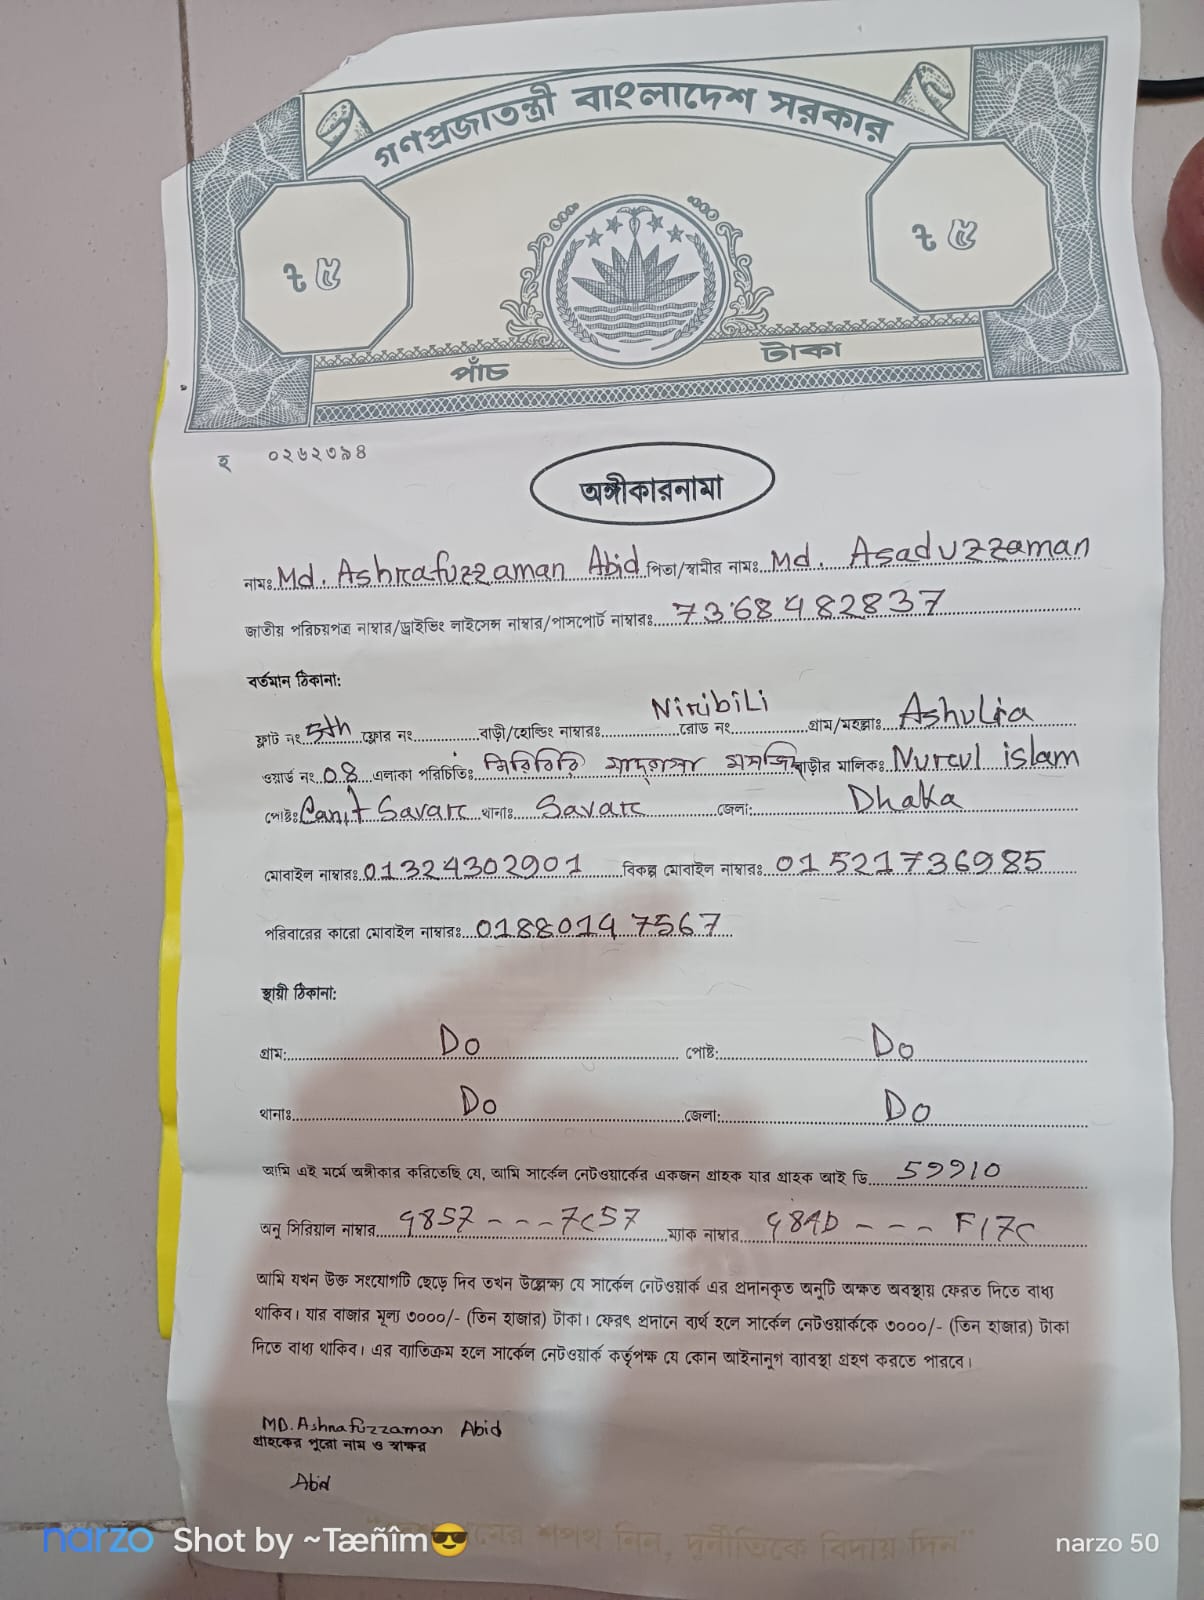 গণপ্রজাতন্ত্রী বাংলাদেশ সরকার
৳ ৫
৳ ৫
পাঁচ টাকা
হ ০২৬২৩৯৪
অঙ্গীকারনামা
নামঃ Md. Ashrafuzzaman Abid পিতা/স্বামীর নামঃ Md. Asaduzzaman
জাতীয় পরিচয়পত্র নাম্বার/ড্রাইভিং লাইসেন্স নাম্বার/পাসপোর্ট নাম্বারঃ 7368482837
বর্তমান ঠিকানা:
ফ্লাট নং 5th ফ্লোর নং বাড়ী/হোল্ডিং নাম্বারঃ Niribili রোড নং গ্রাম/মহল্লাঃ Ashulia
ওয়ার্ড নং 08 এলাকা পরিচিতিঃ নিরিবিরি মাদ্রাসা মসজি বাড়ীর মালিকঃ Nurul islam
পোষ্টঃ Cant Savar থানাঃ Savar জেলা: Dhaka
মোবাইল নাম্বারঃ 01324302901 বিকল্প মোবাইল নাম্বারঃ 01521736985
পরিবারের কারো মোবাইল নাম্বারঃ 01880147567
স্থায়ী ঠিকানা:
গ্রাম: Do পোষ্ট: Do
থানাঃ Do জেলা: Do
আমি এই মর্মে অঙ্গীকার করিতেছি যে, আমি সার্কেল নেটওয়ার্কের একজন গ্রাহক যার গ্রাহক আই ডি 59910
অনু সিরিয়াল নাম্বার 9857 --- 7C57 ম্যাক নাম্বার 984D --- F17C
আমি যখন উক্ত সংযোগটি ছেড়ে দিব তখন উল্লেক্ষ্য যে সার্কেল নেটওয়ার্ক এর প্রদানকৃত অনুটি অক্ষত অবস্থায় ফেরত দিতে বাধ্য
থাকিব। যার বাজার মূল্য ৩০০০/- (তিন হাজার) টাকা। ফেরৎ প্রদানে ব্যর্থ হলে সার্কেল নেটওয়ার্ককে ৩০০০/- (তিন হাজার) টাকা
দিতে বাধ্য থাকিব। এর ব্যাতিক্রম হলে সার্কেল নেটওয়ার্ক কর্তৃপক্ষ যে কোন আইনানুগ ব্যাবস্থা গ্রহণ করতে পারবে।
MD. Ashrafuzzaman Abid
গ্রাহকের পুরো নাম ও স্বাক্ষর
Abid
শপথ নিন, দুর্নীতিকে বিদায় দিন"
narzo Shot by ~Tæñîm😎 narzo 50